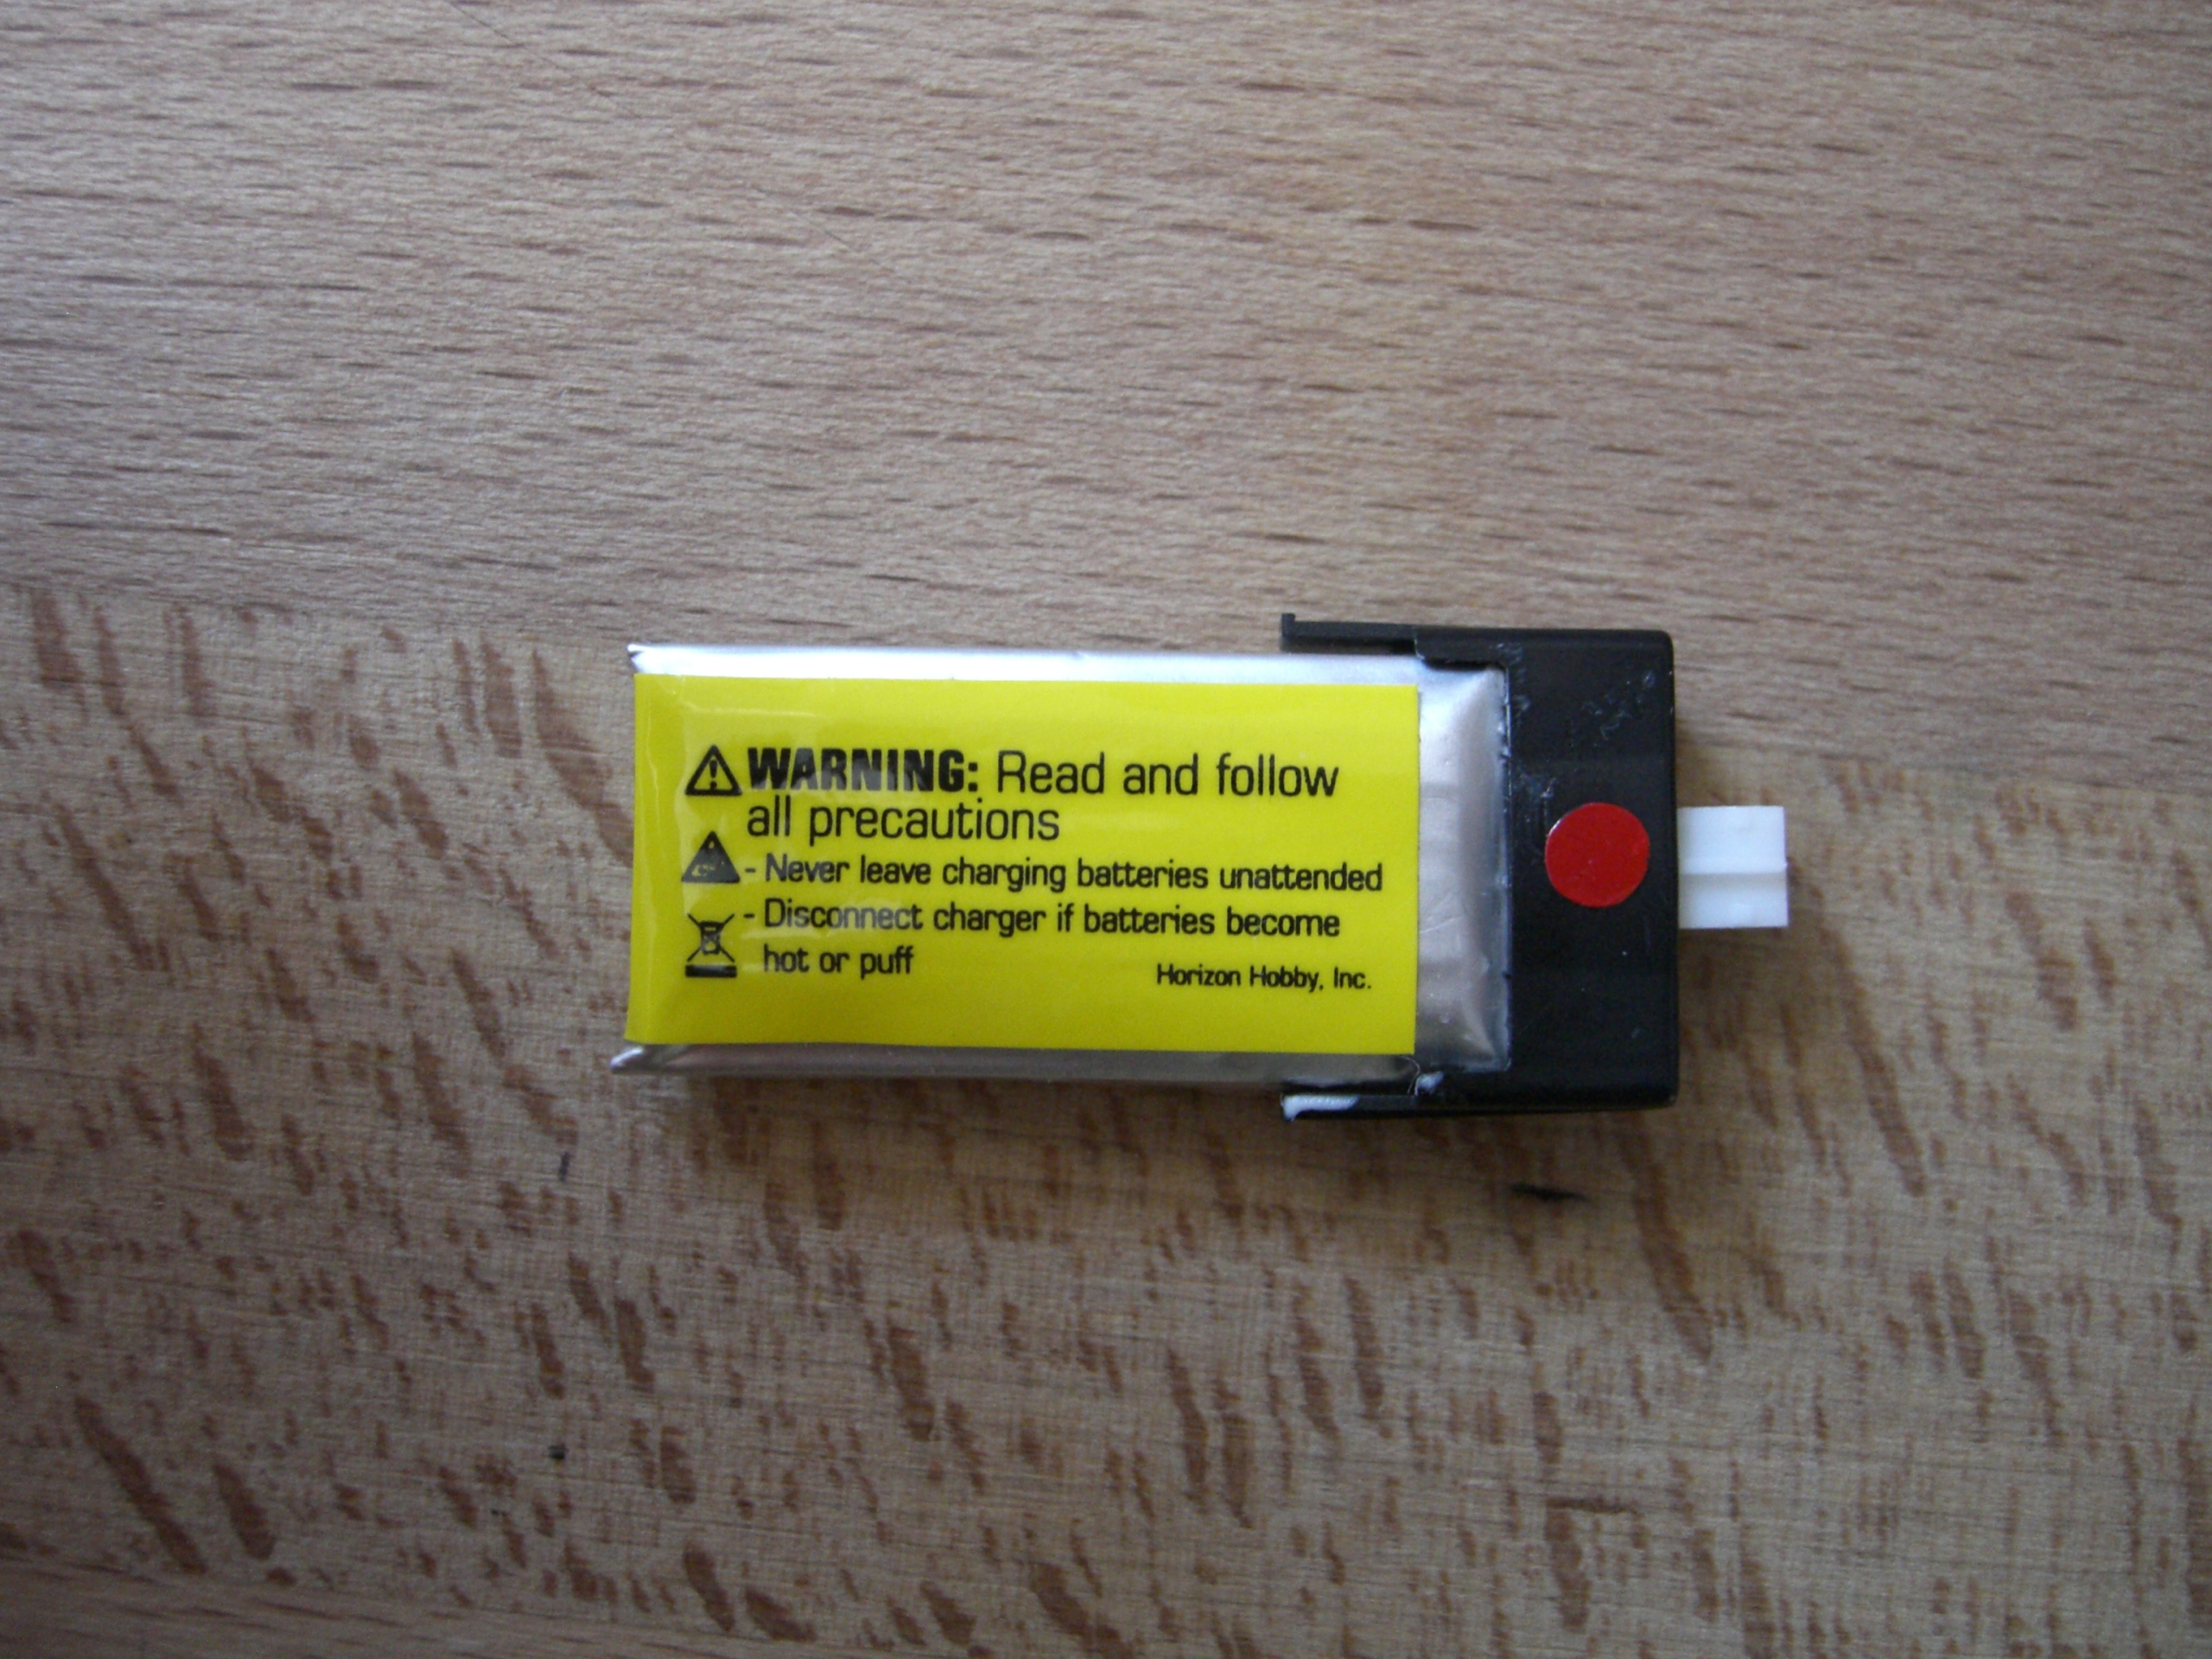 WARNING: Read and follow
all precautions
- Never leave charging batteries unattended
- Disconnect charger if batteries become
hot or puff
Horizon Hobby, Inc.